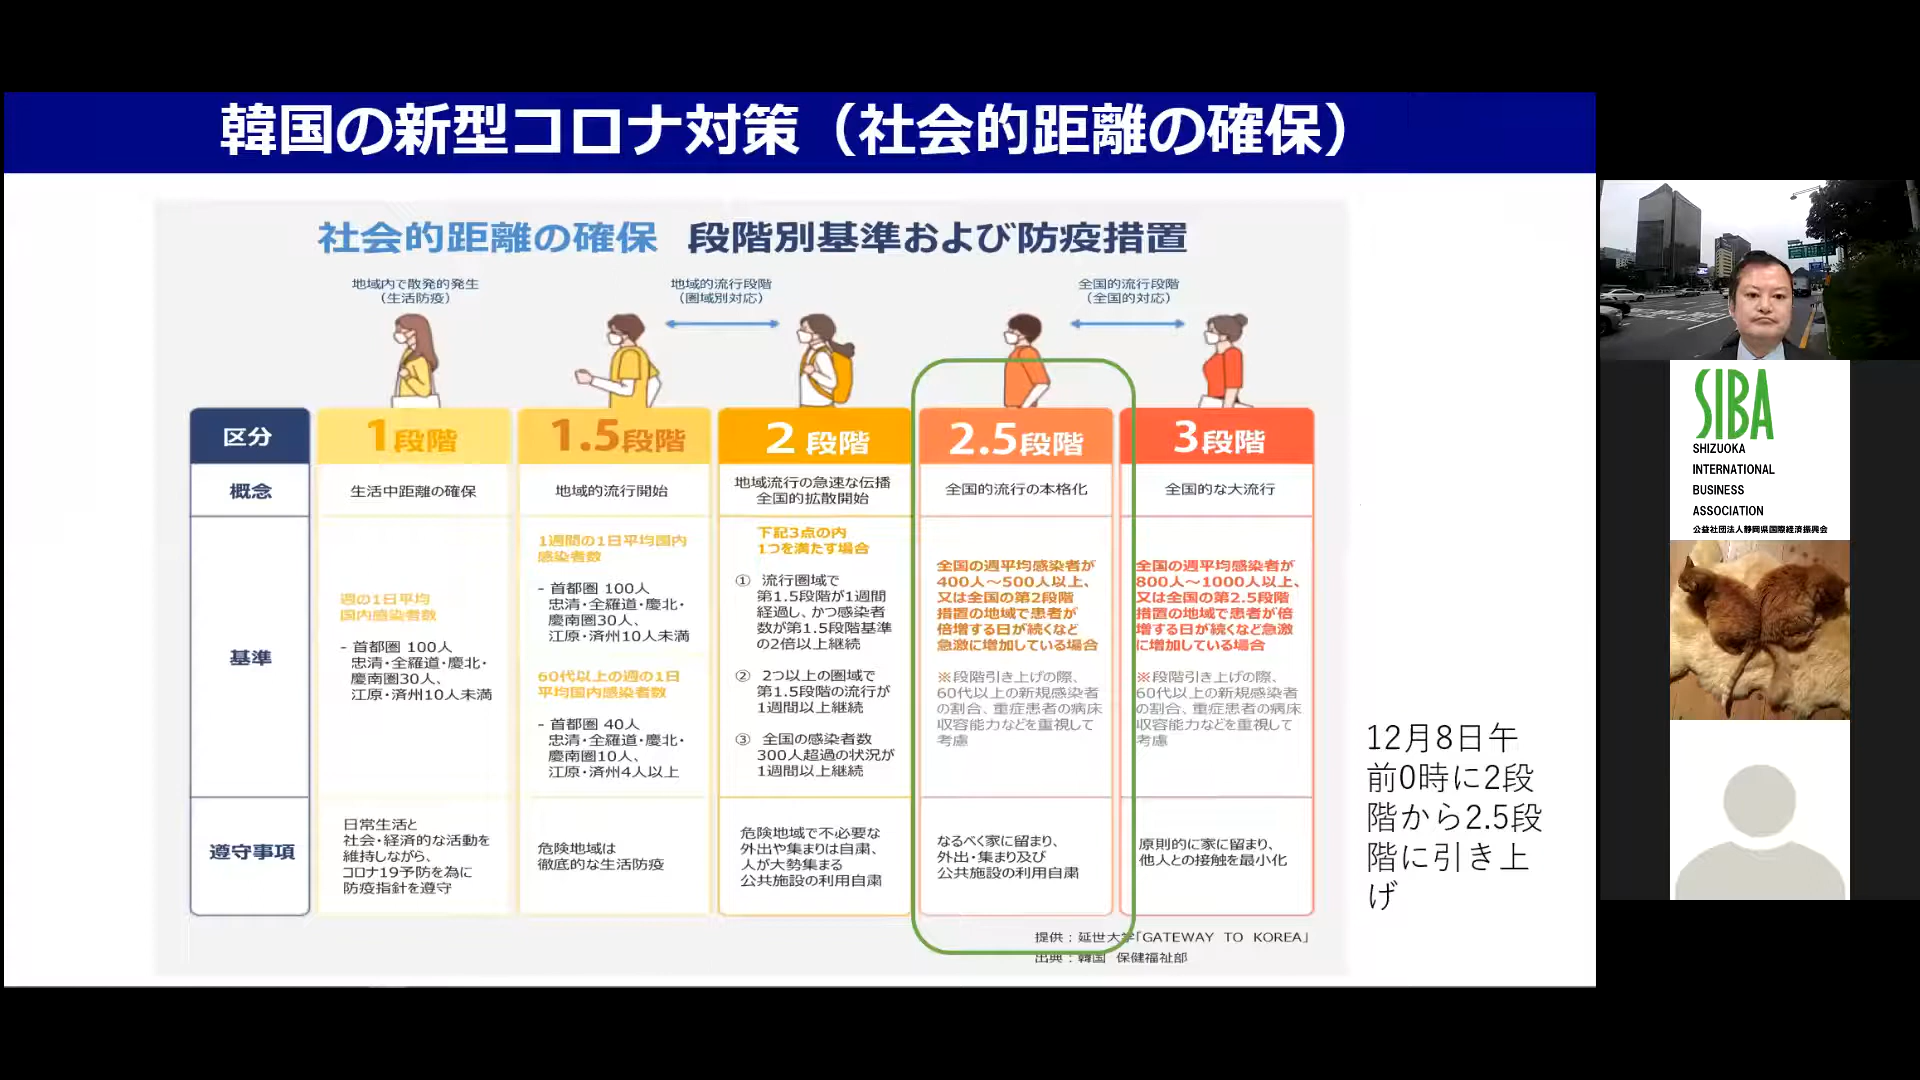 韓国の新型コロナ対策（社会的距離の確保）
社会的距離の確保 段階別基準および防疫措置
地域内で散発的発生
（生活防疫）
地域的流行段階
（圏域別対応）
全国的流行段階
（全国的対応）
区分
1段階
1.5段階
2 段階
2.5段階
3段階
概念
生活中距離の確保
地域的流行開始
地域流行の急速な伝播
全国的拡散開始
全国的流行の本格化
全国的な大流行
基準
週の1日平均
国内感染者数
- 首都圏 100人
忠清・全羅道・慶北・
慶南圏30人、
江原・済州10人未満
1週間の1日平均国内
感染者数
- 首都圏 100人
忠清・全羅道・慶北・
慶南圏30人、
江原・済州10人未満
60代以上の週の1日
平均国内感染者数
- 首都圏 40人
忠清・全羅道・慶北・
慶南圏10人、
江原・済州4人以上
下記3点の内
1つを満たす場合
① 流行圏域で
第1.5段階が1週間
経過し、かつ感染者
数が第1.5段階基準
の2倍以上継続
② 2つ以上の圏域で
第1.5段階の流行が
1週間以上継続
③ 全国の感染者数
300人超過の状況が
1週間以上継続
全国の週平均感染者が
400人～500人以上、
又は全国の第2段階
措置の地域で患者が
倍増する日が続くなど
急激に増加している場合
※段階引き上げの際、
60代以上の新規感染者
の割合、重症患者の病床
収容能力などを重視して
考慮
全国の週平均感染者が
800人～1000人以上、
又は全国の第2.5段階
措置の地域で患者が倍
増する日が続くなど急激
に増加している場合
※段階引き上げの際、
60代以上の新規感染者
の割合、重症患者の病床
収容能力などを重視して
考慮
遵守事項
日常生活と
社会・経済的な活動を
維持しながら、
コロナ19予防を為に
防疫指針を遵守
危険地域は
徹底的な生活防疫
危険地域で不必要な
外出や集まりは自粛、
人が大勢集まる
公共施設の利用自粛
なるべく家に留まり、
外出・集まり及び
公共施設の利用自粛
原則的に家に留まり、
他人との接触を最小化
提供：延世大学「GATEWAY TO KOREA」
出典：韓国 保健福祉部
12月8日午
前0時に2段
階から2.5段
階に引き上
げ
SIBA
SHIZUOKA
INTERNATIONAL
BUSINESS
ASSOCIATION
公益社団法人静岡県国際経済振興会